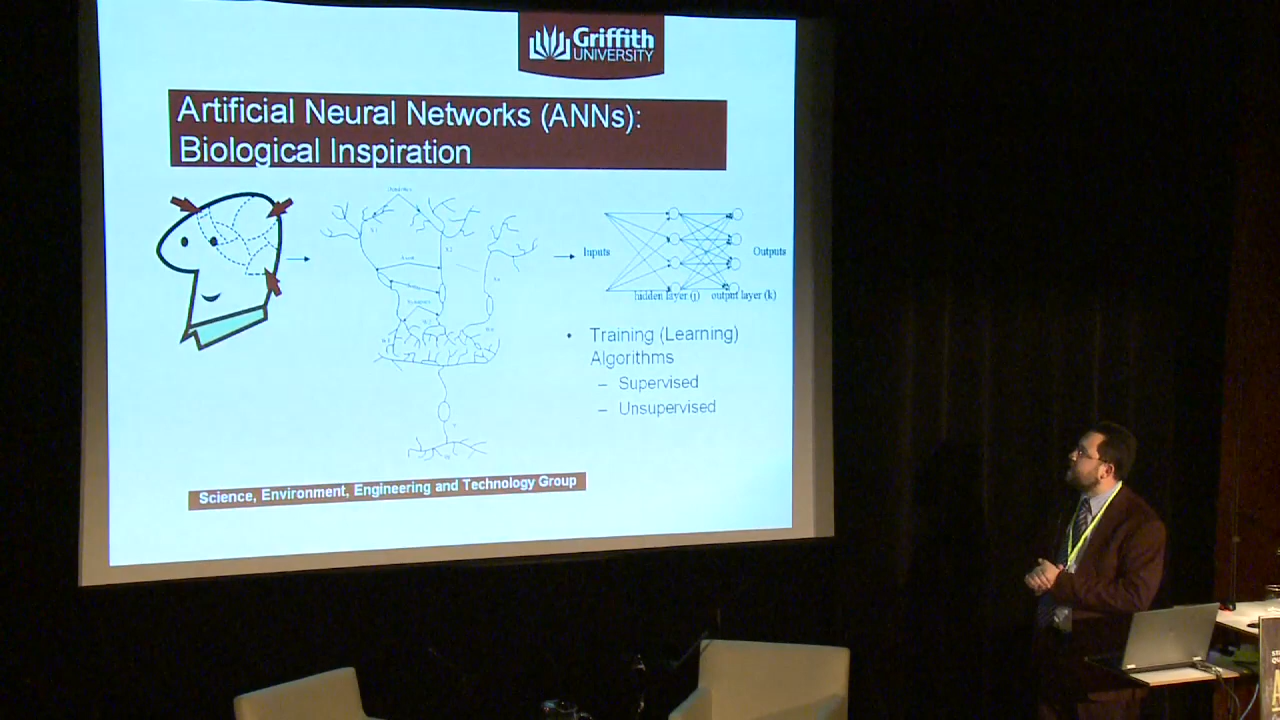 Griffith
UNIVERSITY
Artificial Neural Networks (ANNs):
Biological Inspiration
Inputs
Outputs
hidden layer (j) output layer (k)
• Training (Learning)
Algorithms
– Supervised
– Unsupervised
Science, Environment, Engineering and Technology Group